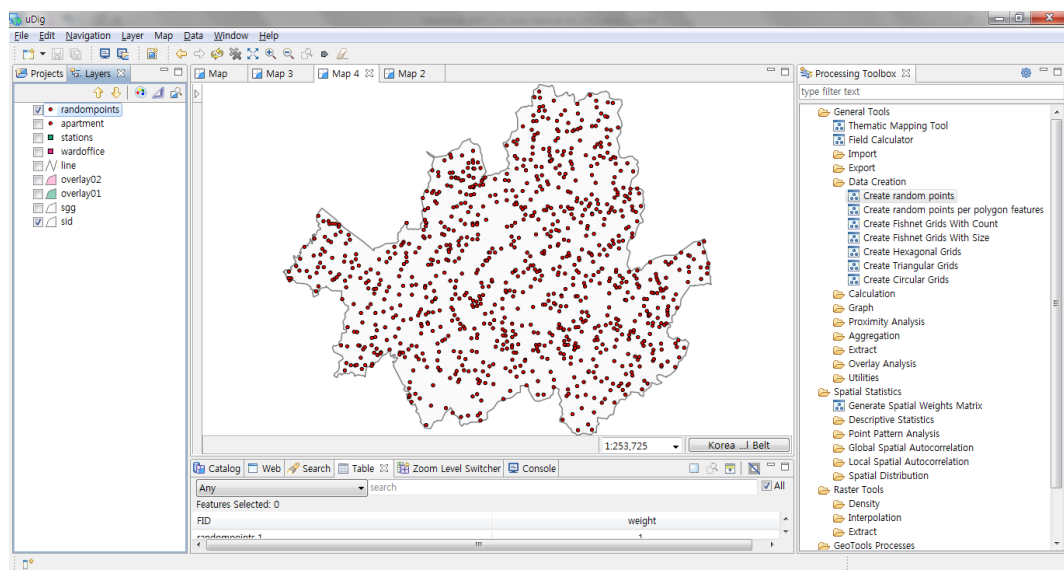 uDig
File Edit Navigation Layer Map Data Window Help
Projects Layers
randompoints
apartment
stations
wardoffice
line
overlay02
overlay01
sgg
sid
Map Map 3 Map 4 Map 2
1:253,725 Korea ...l Belt
Catalog Web Search Table Zoom Level Switcher Console
Any search All
Features Selected: 0
FID weight
randompoints.1 1
Processing Toolbox
type filter text
General Tools
Thematic Mapping Tool
Field Calculator
Import
Export
Data Creation
Create random points
Create random points per polygon features
Create Fishnet Grids With Count
Create Fishnet Grids With Size
Create Hexagonal Grids
Create Triangular Grids
Create Circular Grids
Calculation
Graph
Proximity Analysis
Aggregation
Extract
Overlay Analysis
Utilities
Spatial Statistics
Generate Spatial Weights Matrix
Descriptive Statistics
Point Pattern Analysis
Global Spatial Autocorrelation
Local Spatial Autocorrelation
Spatial Distribution
Raster Tools
Density
Interpolation
Extract
GeoTools Processes